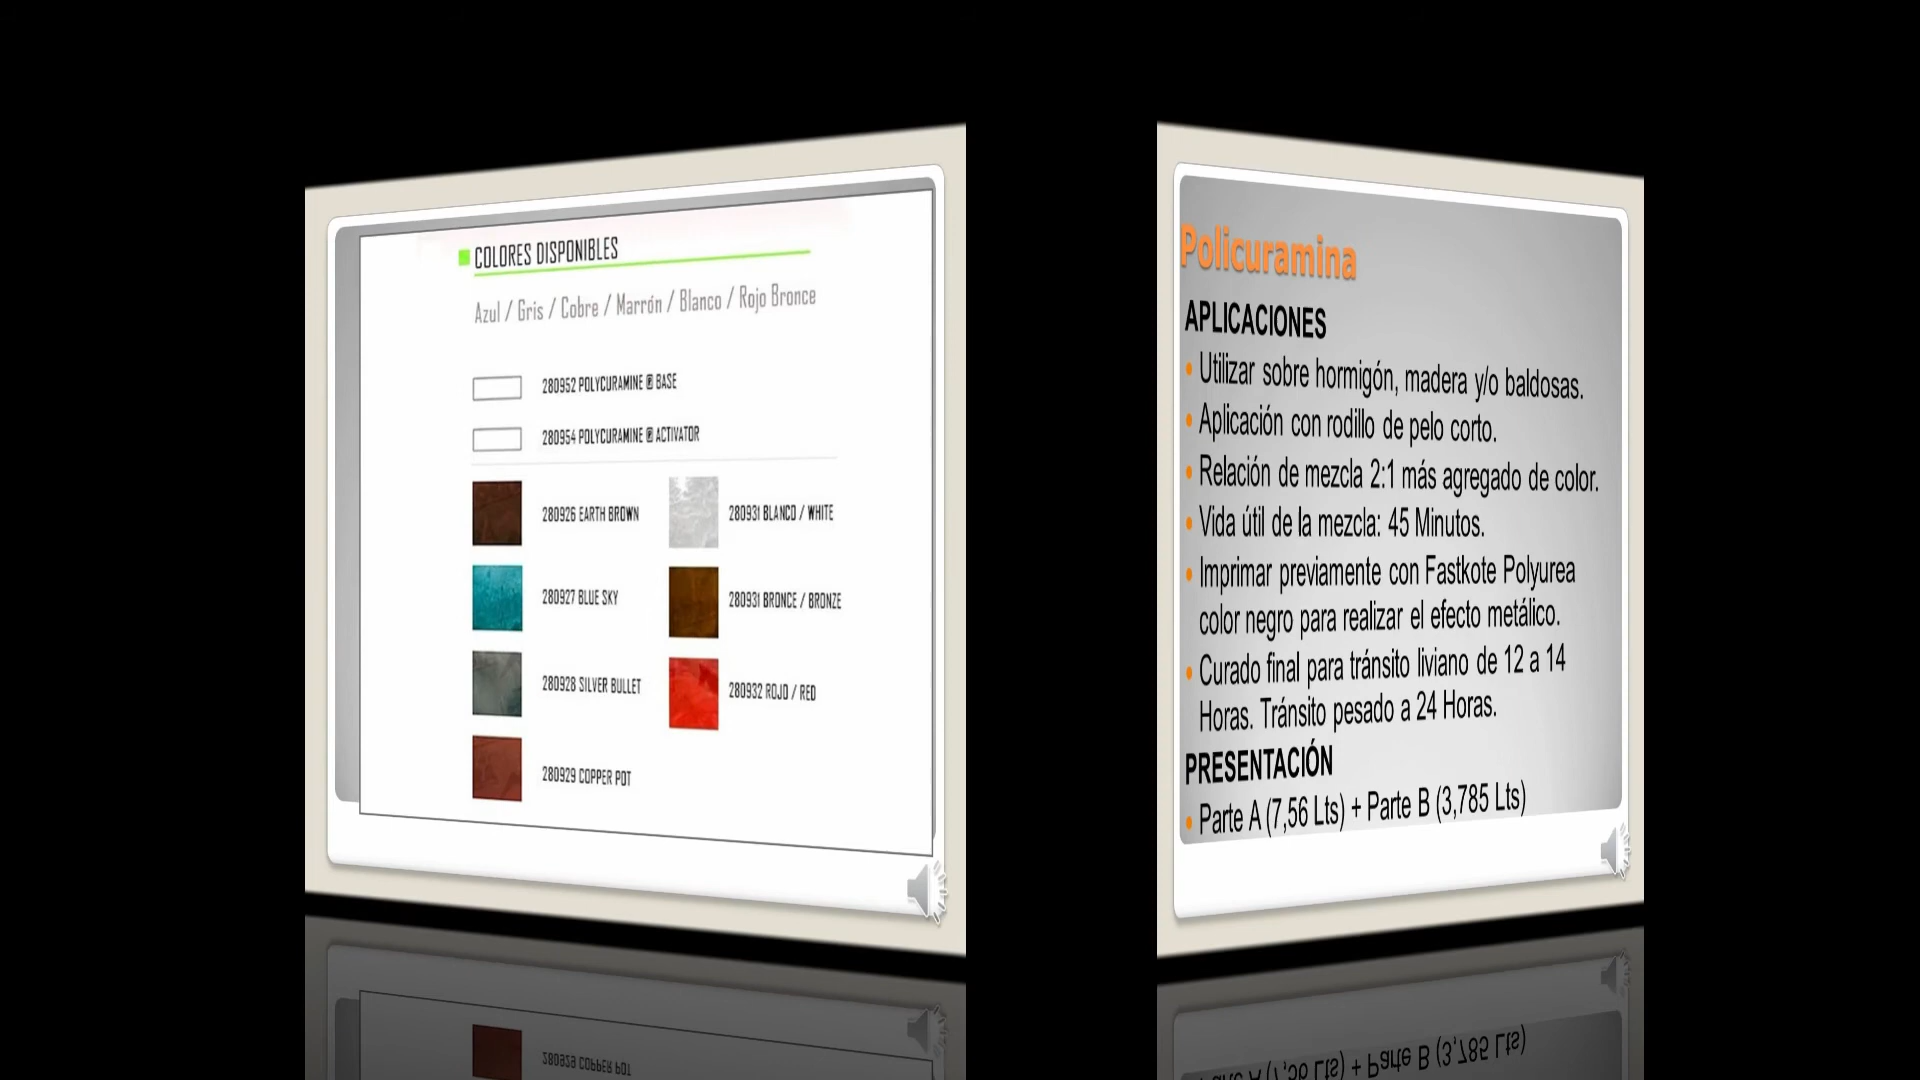 COLORES DISPONIBLES
Azul / Gris / Cobre / Marrón / Blanco / Rojo Bronce
280952 POLYCURAMINE ® BASE
280954 POLYCURAMINE ® ACTIVATOR
280926 EARTH BROWN
280931 BLANCO / WHITE
280927 BLUE SKY
280931 BRONCE / BRONZE
280928 SILVER BULLET
280932 ROJO / RED
280929 COPPER POT
Policuramina
APLICACIONES
• Utilizar sobre hormigón, madera y/o baldosas.
• Aplicación con rodillo de pelo corto.
• Relación de mezcla 2:1 más agregado de color.
• Vida útil de la mezcla: 45 Minutos.
• Imprimar previamente con Fastkote Polyurea
color negro para realizar el efecto metálico.
• Curado final para tránsito liviano de 12 a 14
Horas. Tránsito pesado a 24 Horas.
PRESENTACIÓN
• Parte A (7,56 Lts) + Parte B (3,785 Lts)